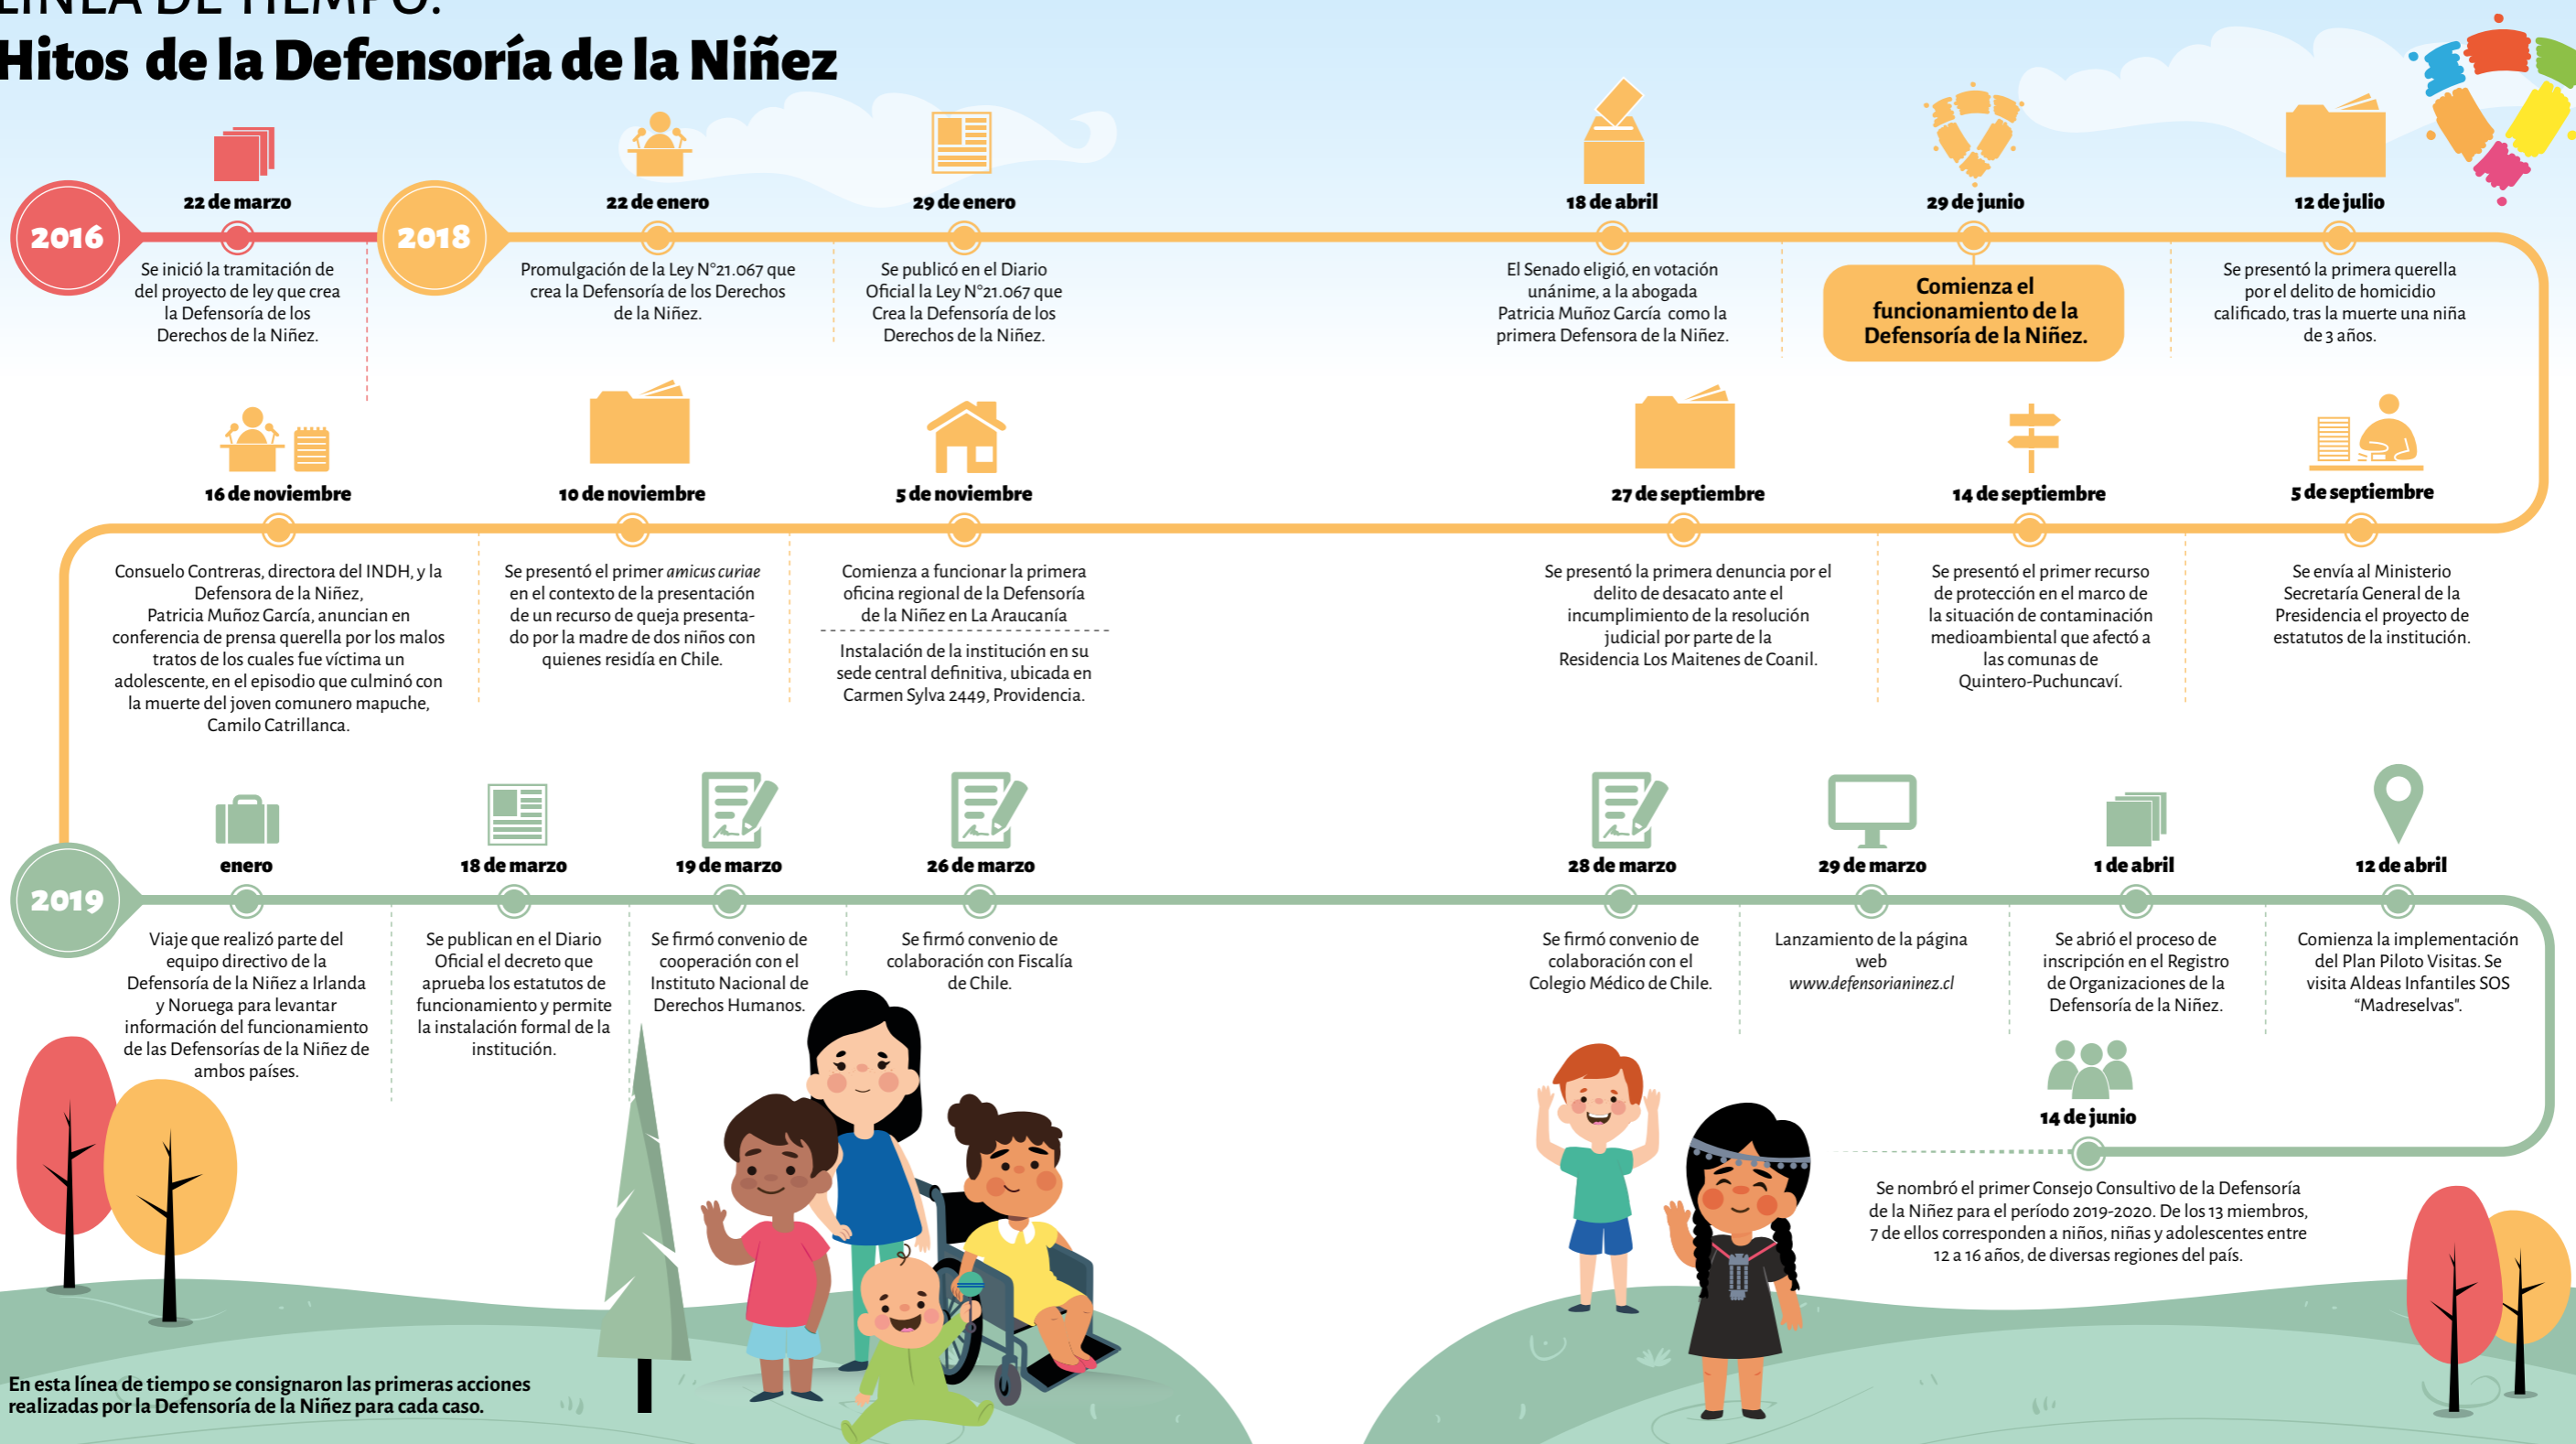 LÍNEA DE TIEMPO:
Hitos de la Defensoría de la Niñez
2016
22 de marzo
Se inició la tramitación de
del proyecto de ley que crea
la Defensoría de los
Derechos de la Niñez.
2018
22 de enero
Promulgación de la Ley N°21.067 que
crea la Defensoría de los Derechos
de la Niñez.
29 de enero
Se publicó en el Diario
Oficial la Ley N°21.067 que
Crea la Defensoría de los
Derechos de la Niñez.
18 de abril
El Senado eligió, en votación
unánime, a la abogada
Patricia Muñoz García como la
primera Defensora de la Niñez.
29 de junio
Comienza el
funcionamiento de la
Defensoría de la Niñez.
12 de julio
Se presentó la primera querella
por el delito de homicidio
calificado, tras la muerte una niña
de 3 años.
5 de septiembre
Se envía al Ministerio
Secretaría General de la
Presidencia el proyecto de
estatutos de la institución.
14 de septiembre
Se presentó el primer recurso
de protección en el marco de
la situación de contaminación
medioambiental que afectó a
las comunas de
Quintero-Puchuncaví.
27 de septiembre
Se presentó la primera denuncia por el
delito de desacato ante el
incumplimiento de la resolución
judicial por parte de la
Residencia Los Maitenes de Coanil.
5 de noviembre
Comienza a funcionar la primera
oficina regional de la Defensoría
de la Niñez en La Araucanía
Instalación de la institución en su
sede central definitiva, ubicada en
Carmen Sylva 2449, Providencia.
10 de noviembre
Se presentó el primer amicus curiae
en el contexto de la presentación
de un recurso de queja presenta-
do por la madre de dos niños con
quienes residía en Chile.
16 de noviembre
Consuelo Contreras, directora del INDH, y la
Defensora de la Niñez,
Patricia Muñoz García, anuncian en
conferencia de prensa querella por los malos
tratos de los cuales fue víctima un
adolescente, en el episodio que culminó con
la muerte del joven comunero mapuche,
Camilo Catrillanca.
2019
enero
Viaje que realizó parte del
equipo directivo de la
Defensoría de la Niñez a Irlanda
y Noruega para levantar
información del funcionamiento
de las Defensorías de la Niñez de
ambos países.
18 de marzo
Se publican en el Diario
Oficial el decreto que
aprueba los estatutos de
funcionamiento y permite
la instalación formal de la
institución.
19 de marzo
Se firmó convenio de
cooperación con el
Instituto Nacional de
Derechos Humanos.
26 de marzo
Se firmó convenio de
colaboración con Fiscalía
de Chile.
28 de marzo
Se firmó convenio de
colaboración con el
Colegio Médico de Chile.
29 de marzo
Lanzamiento de la página
web
www.defensorianinez.cl
1 de abril
Se abrió el proceso de
inscripción en el Registro
de Organizaciones de la
Defensoría de la Niñez.
12 de abril
Comienza la implementación
del Plan Piloto Visitas. Se
visita Aldeas Infantiles SOS
“Madreselvas".
14 de junio
Se nombró el primer Consejo Consultivo de la Defensoría
de la Niñez para el período 2019-2020. De los 13 miembros,
7 de ellos corresponden a niños, niñas y adolescentes entre
12 a 16 años, de diversas regiones del país.
En esta línea de tiempo se consignaron las primeras acciones
realizadas por la Defensoría de la Niñez para cada caso.